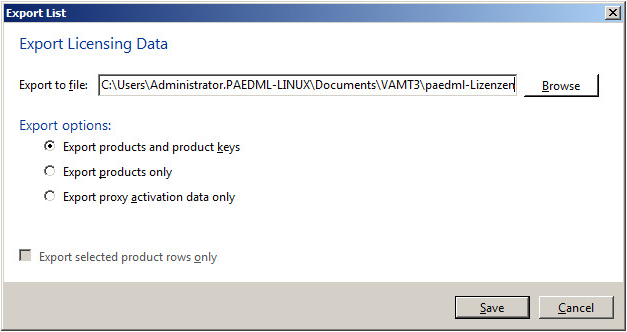 Export List
Export Licensing Data
Export to file: C:\Users\Administrator.PAEDML-LINUX\Documents\VAMT3\paedml-Lizenzen Browse
Export options:
Export products and product keys
Export products only
Export proxy activation data only
Export selected product rows only
Save Cancel